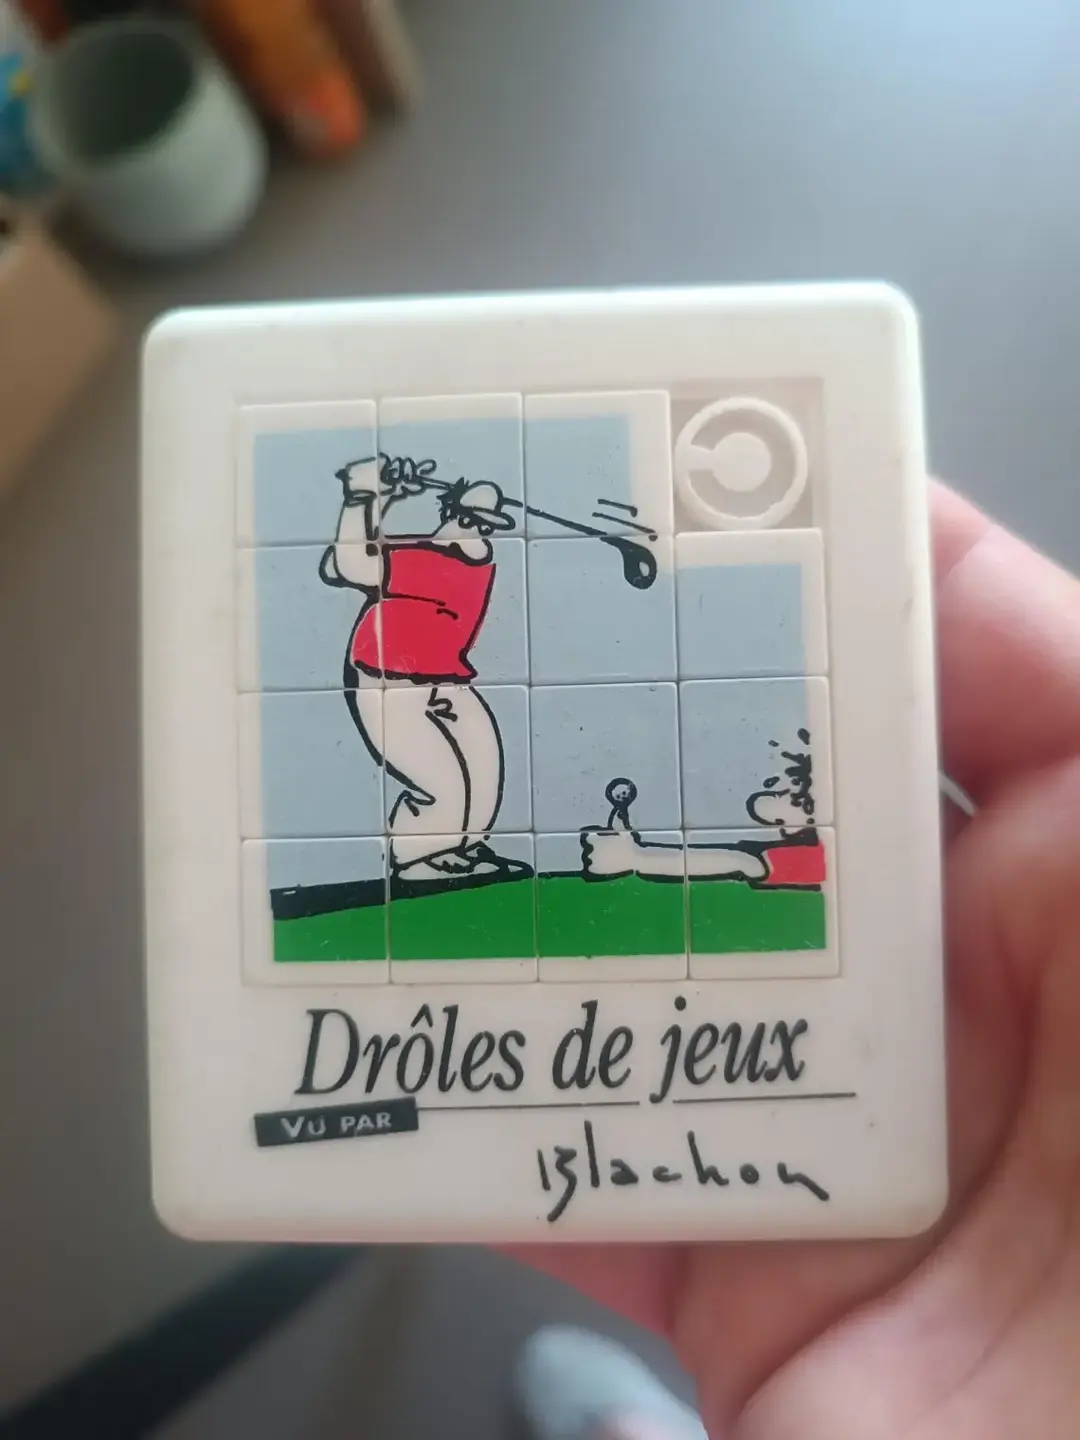 Drôles de jeux
VU PAR
Blachon